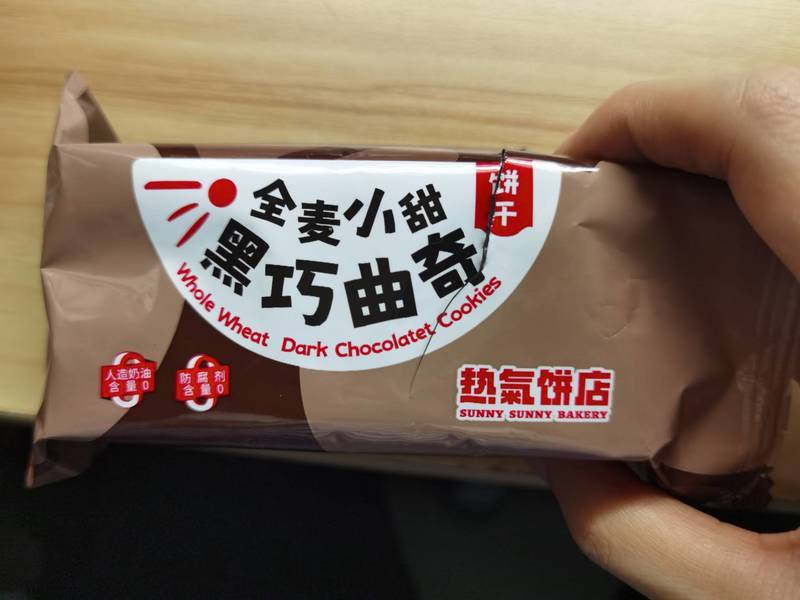 全麦小甜
黑巧曲奇
饼干
Whole Wheat Dark Chocolatet Cookies
人造奶油
含量0
防腐剂
含量0
热氣饼店
SUNNY SUNNY BAKERY